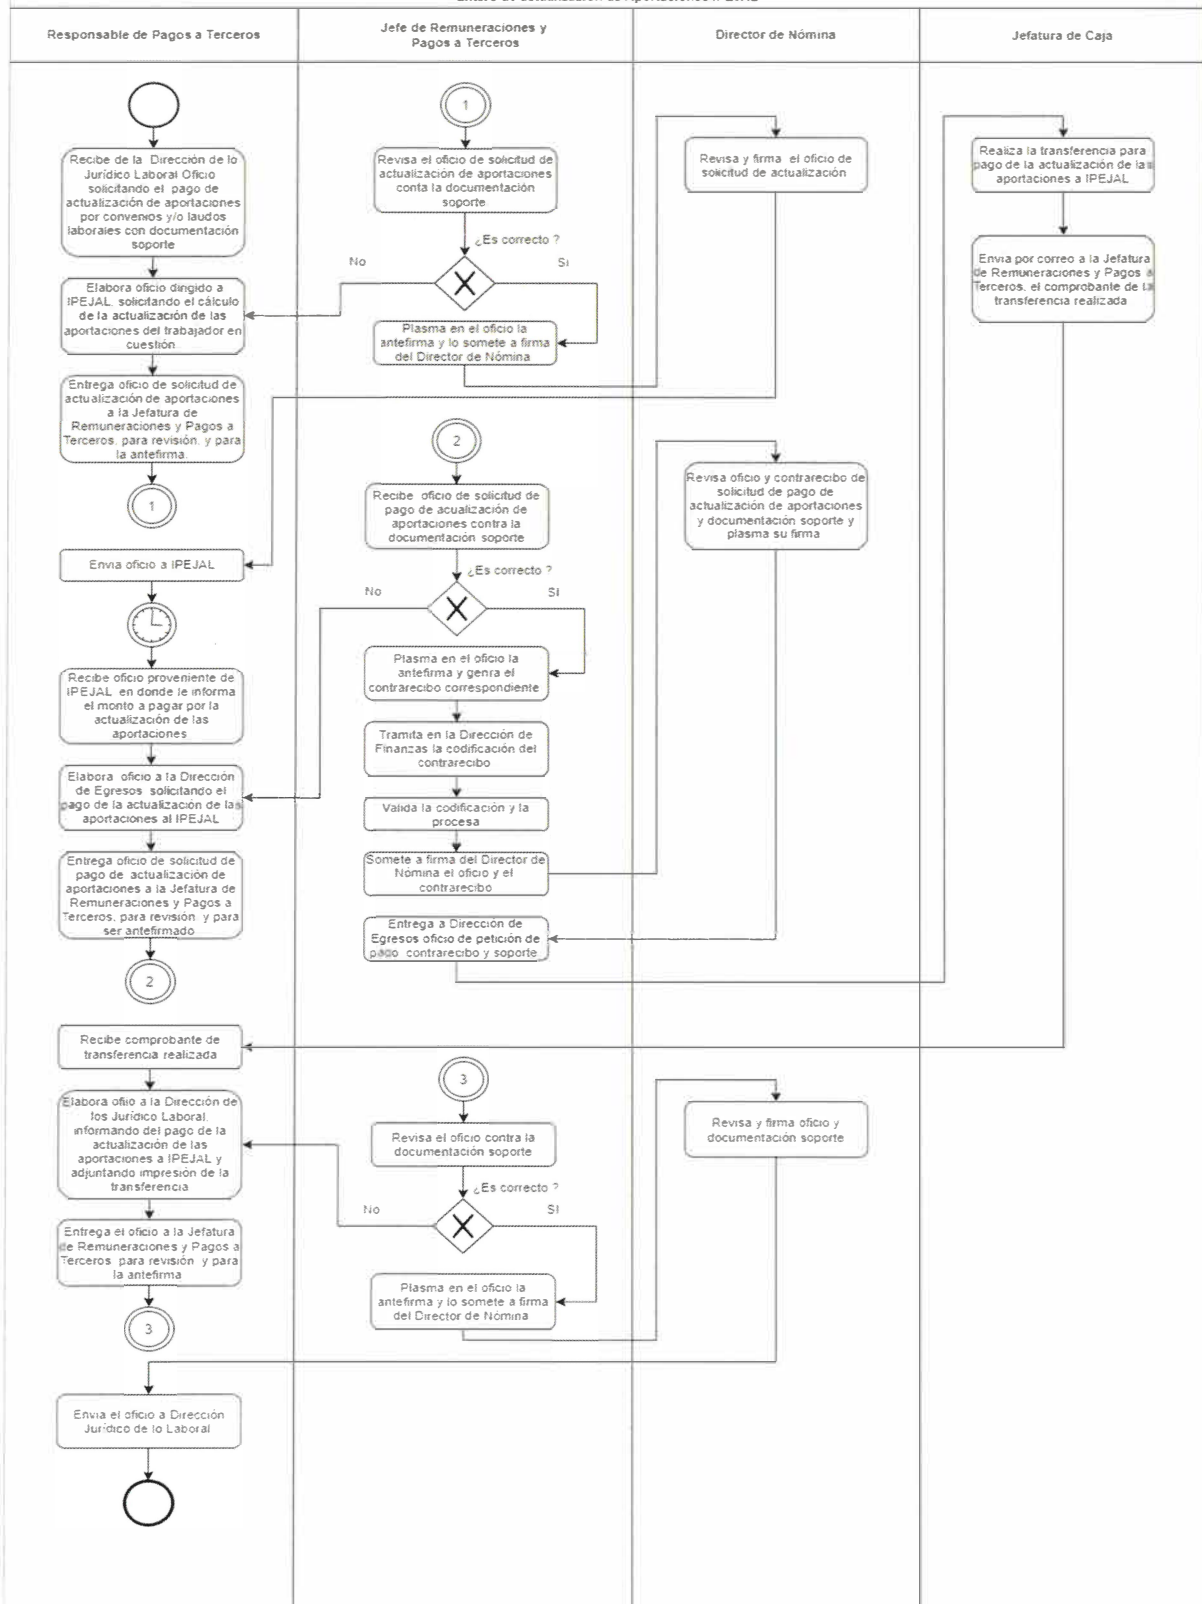 Responsable de Pagos a Terceros
Jefe de Remuneraciones y
Pagos a Terceros
Director de Nómina
Jefatura de Caja
Recibe de la Dirección de lo
Jurídico Laboral Oficio
solicitando el pago de
actualización de aportaciones
por convenios y/o laudos
laborales con documentación
soporte
Elabora oficio dirigido a
IPEJAL, solicitando el cálculo
de la actualización de las
aportaciones del trabajador en
cuestión.
Entrega oficio de solicitud de
actualización de aportaciones
a la Jefatura de
Remuneraciones y Pagos a
Terceros, para revisión, y para
la antefirma.
1
Envia oficio a IPEJAL
Recibe oficio proveniente de
IPEJAL en donde le informa
el monto a pagar por la
actualización de las
aportaciones
Elabora oficio a la Dirección
de Egresos solicitando el
pago de la actualización de las
aportaciones al IPEJAL
Entrega oficio de solicitud de
pago de actualización de
aportaciones a la Jefatura de
Remuneraciones y Pagos a
Terceros, para revisión y para
ser antefirmado
2
Recibe comprobante de
transferencia realizada
Elabora ofiio a la Dirección de
los Jurídico Laboral,
informando del pago de la
actualización de las
aportaciones a IPEJAL y
adjuntando impresión de la
transferencia
Entrega el oficio a la Jefatura
de Remuneraciones y Pagos a
Terceros para revisión y para
la antefirma
3
Envia el oficio a Dirección
Jurídico de lo Laboral
1
Revisa el oficio de solicitud de
actualización de aportaciones
conta la documentación
soporte
¿Es correcto ?
No
Si
Plasma en el oficio la
antefirma y lo somete a firma
del Director de Nómina
2
Recibe oficio de solicitud de
pago de acualización de
aportaciones contra la
documentación soporte
¿Es correcto ?
No
SI
Plasma en el oficio la
antefirma y genra el
contrarecibo correspondiente
Tramita en la Dirección de
Finanzas la codificación del
contrarecibo
Valida la codificación y la
procesa
Somete a firma del Director de
Nómina el oficio y el
contrarecibo
Entrega a Dirección de
Egresos oficio de petición de
pago contrarecibo y soporte
3
Revisa el oficio contra la
documentación soporte
¿Es correcto ?
No
SI
Plasma en el oficio la
antefirma y lo somete a firma
del Director de Nómina
Revisa y firma el oficio de
solicitud de actualización
Revisa oficio y contrarecibo de
solicitud de pago de
actualización de aportaciones
y documentación soporte y
plasma su firma
Revisa y firma oficio y
documentación soporte
Realiza la transferencia para
pago de la actualización de las
aportaciones a IPEJAL
Envia por correo a la Jefatura
de Remuneraciones y Pagos a
Terceros, el comprobante de la
transferencia realizada